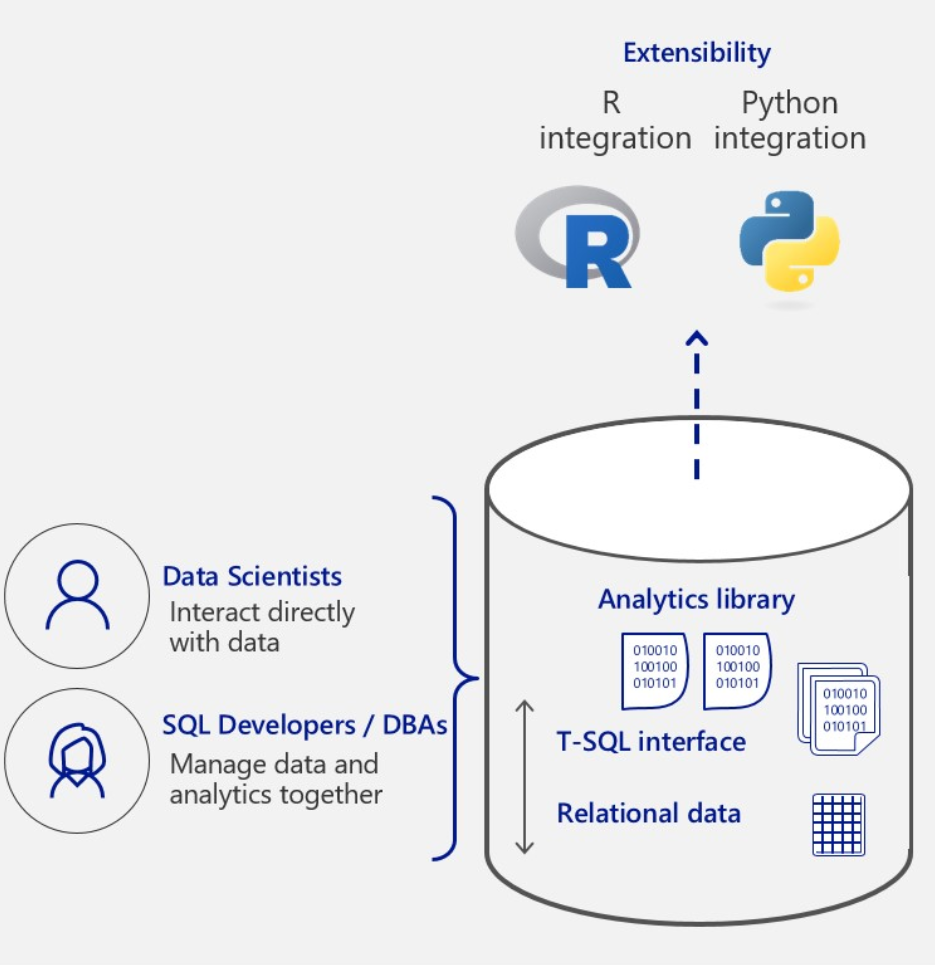 Extensibility
R
integration
Python
integration
R
Data Scientists
Interact directly
with data
SQL Developers / DBAs
Manage data and
analytics together
Analytics library
010010
100100
010101
010010
100100
010101
010010
100100
010101
T-SQL interface
Relational data